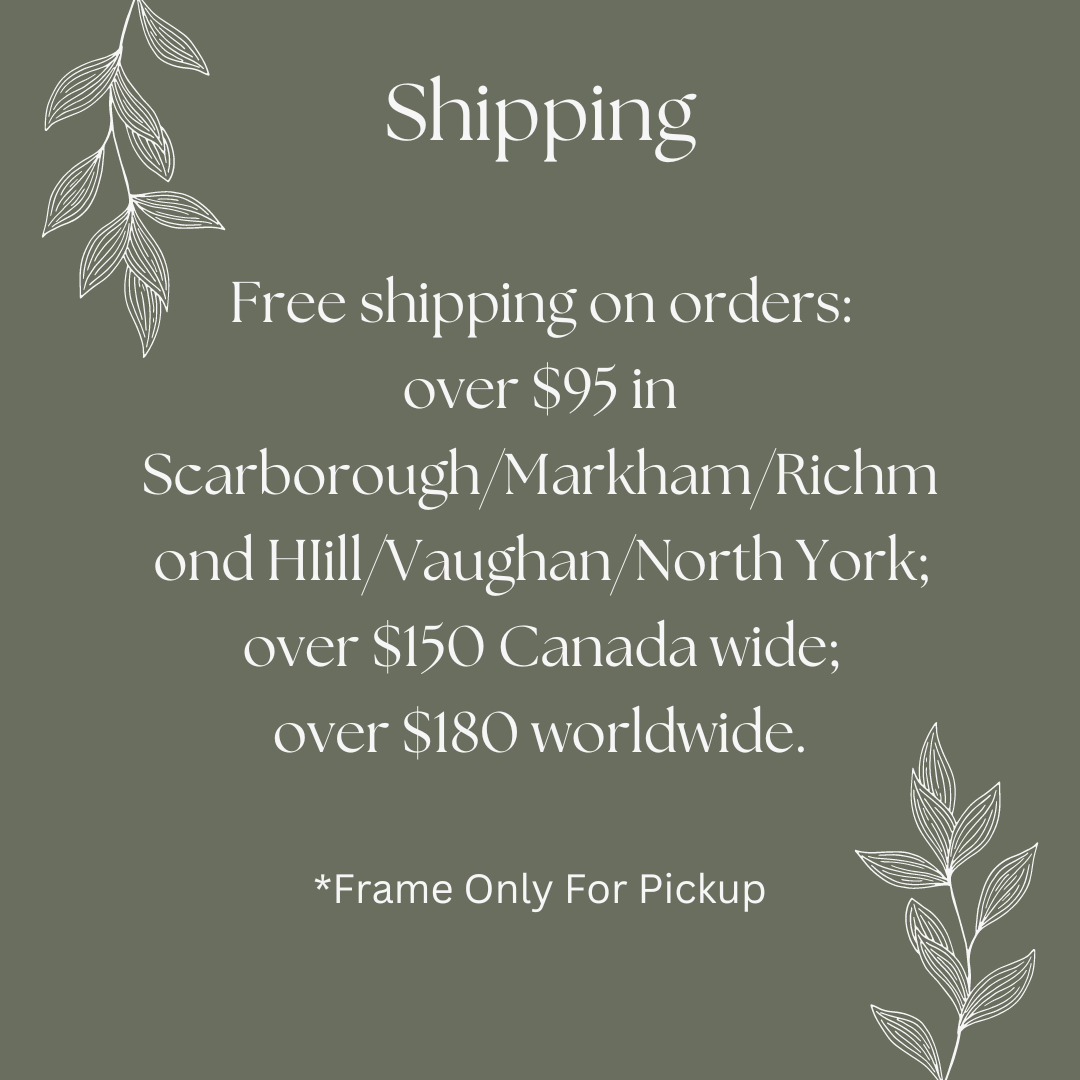 Shipping
Free shipping on orders:
over $95 in
Scarborough/Markham/Richm
ond HIill/Vaughan/North York;
over $150 Canada wide;
over $180 worldwide.
*Frame Only For Pickup